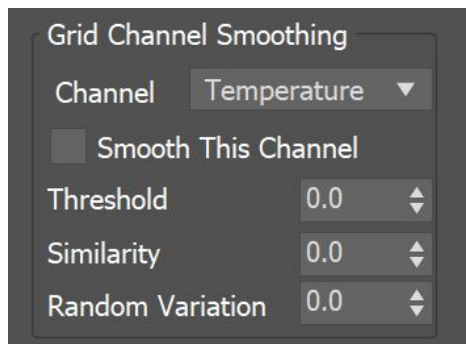 Grid Channel Smoothing
Channel Temperature
Smooth This Channel
Threshold 0.0
Similarity 0.0
Random Variation 0.0